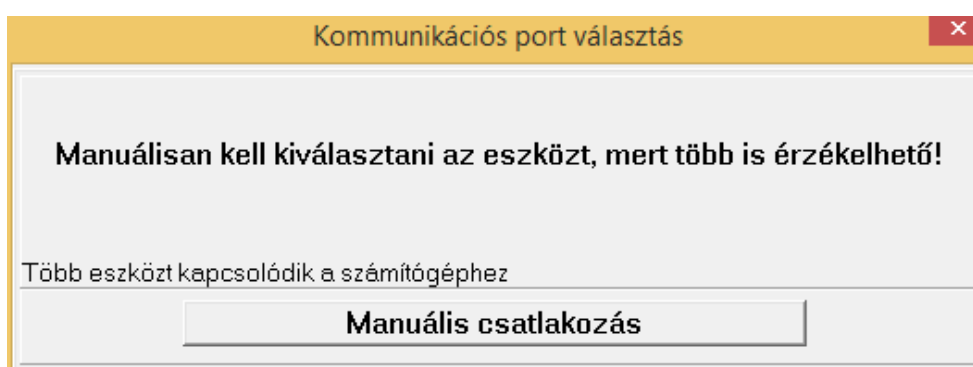 Kommunikációs port választás
Manuálisan kell kiválasztani az eszközt, mert több is érzékelhető!
Több eszközt kapcsolódik a számítógéphez
Manuális csatlakozás